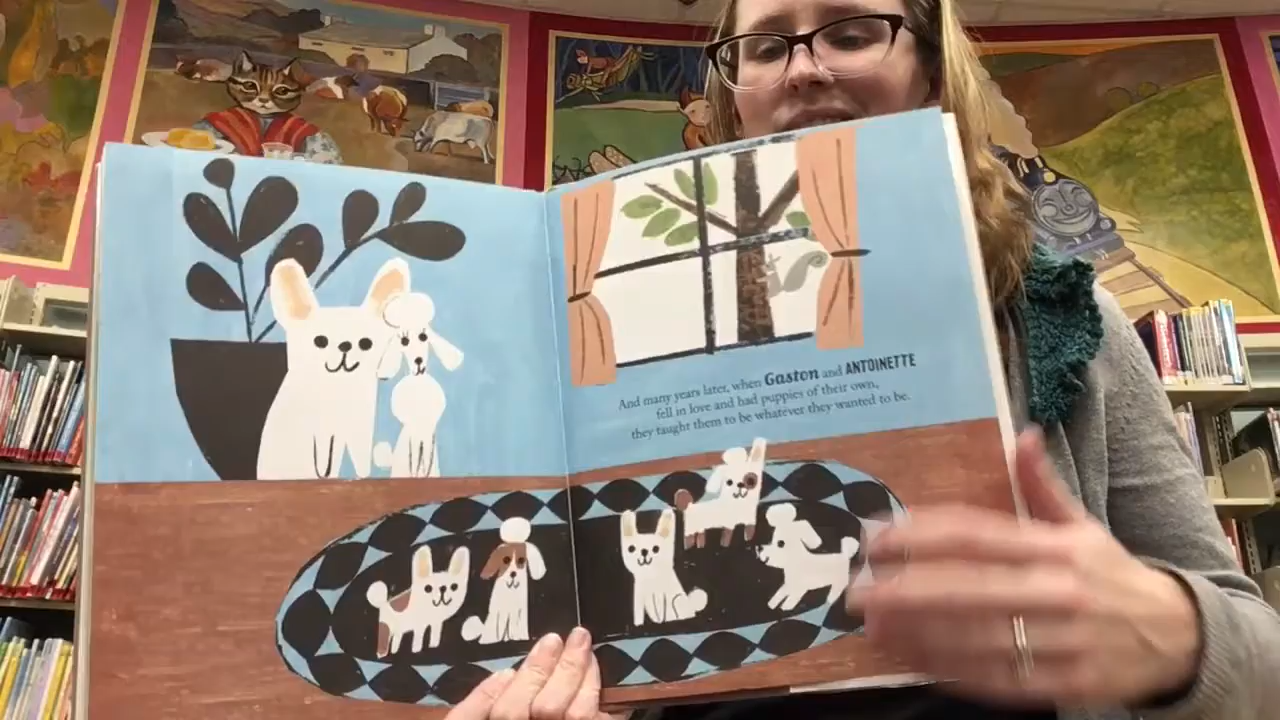 And many years later, when Gaston and ANTOINETTE
fell in love and had puppies of their own,
they taught them to be whatever they wanted to be.